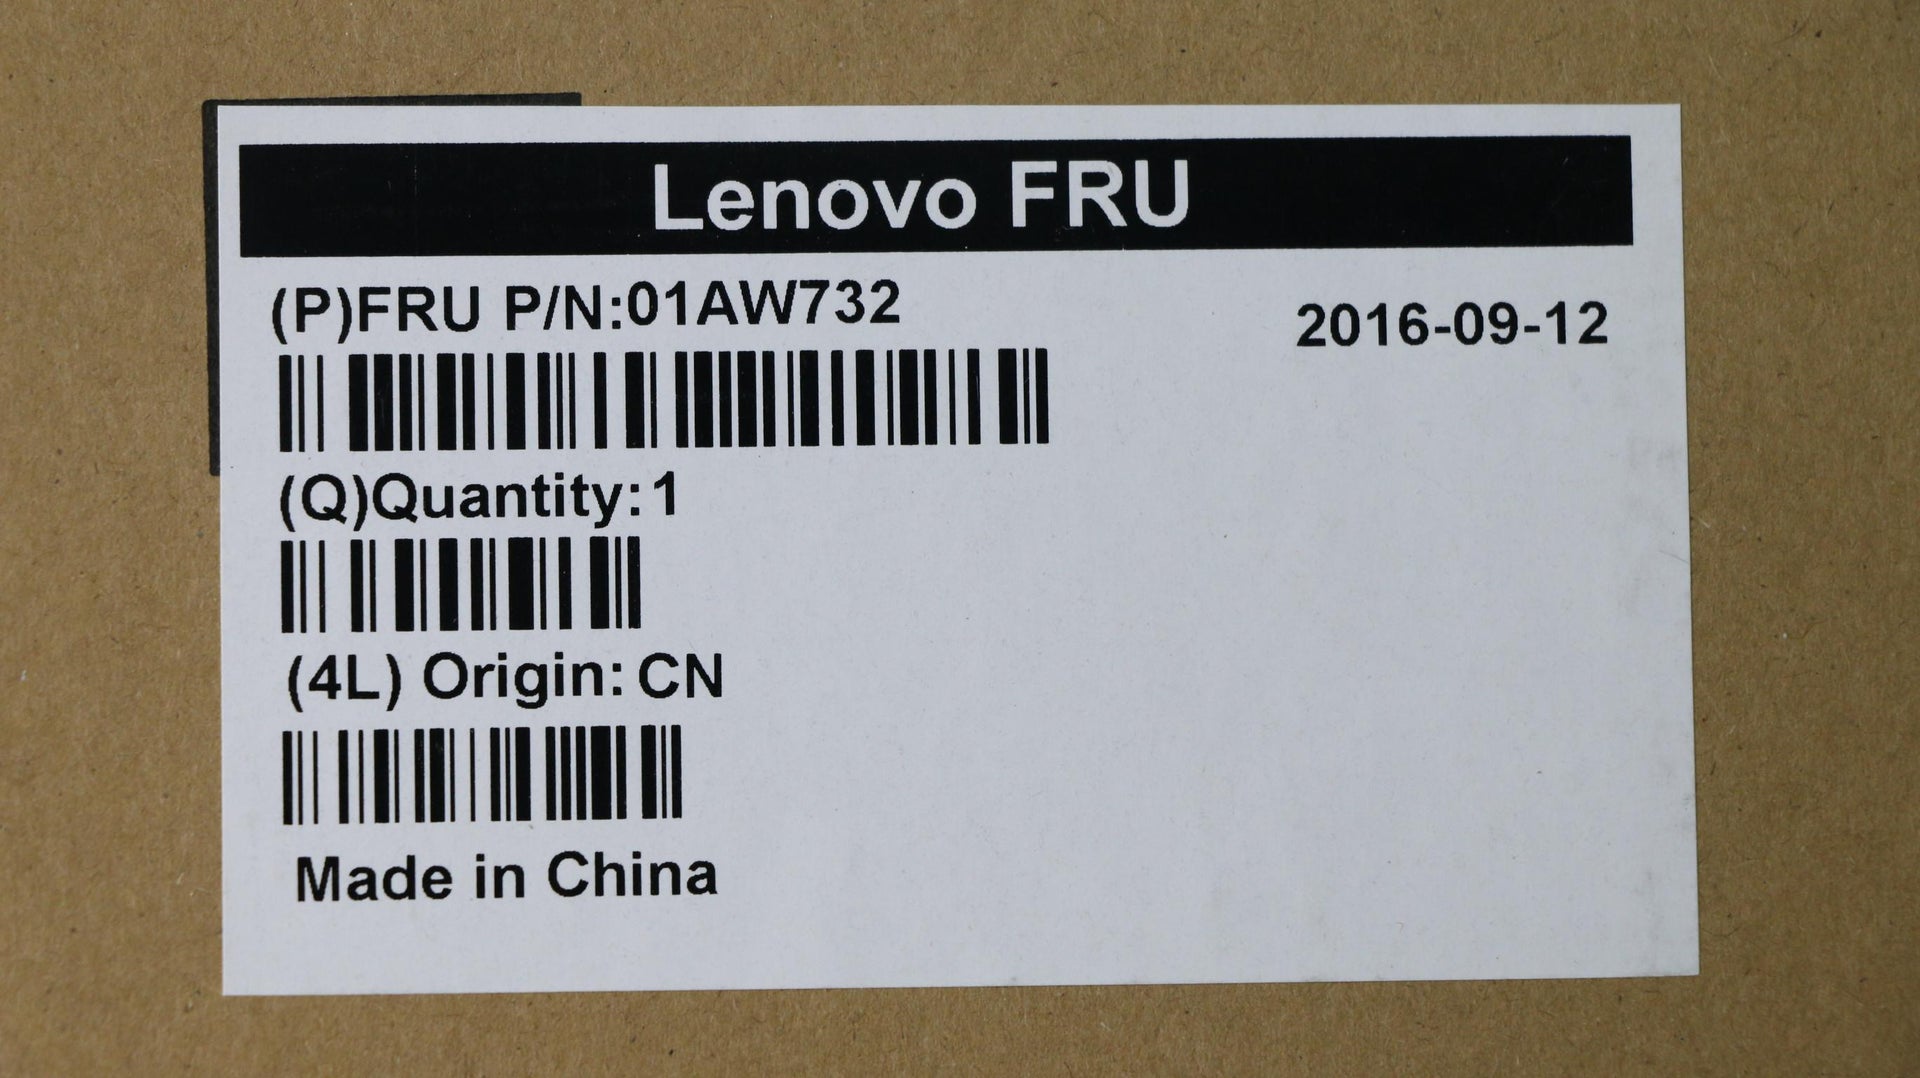 Lenovo FRU
(P)FRU P/N:01AW732
2016-09-12
(Q)Quantity:1
(4L) Origin:CN
Made in China